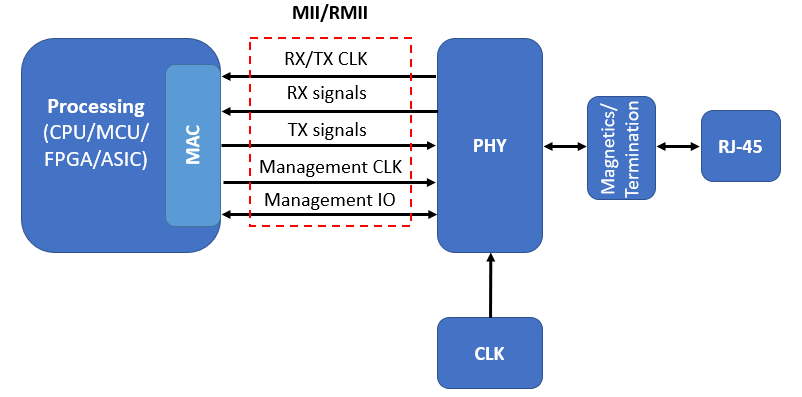 MII/RMII
Processing
(CPU/MCU/
FPGA/ASIC)
MAC
RX/TX CLK
RX signals
TX signals
Management CLK
Management IO
PHY
Magnetics/
Termination
RJ-45
CLK